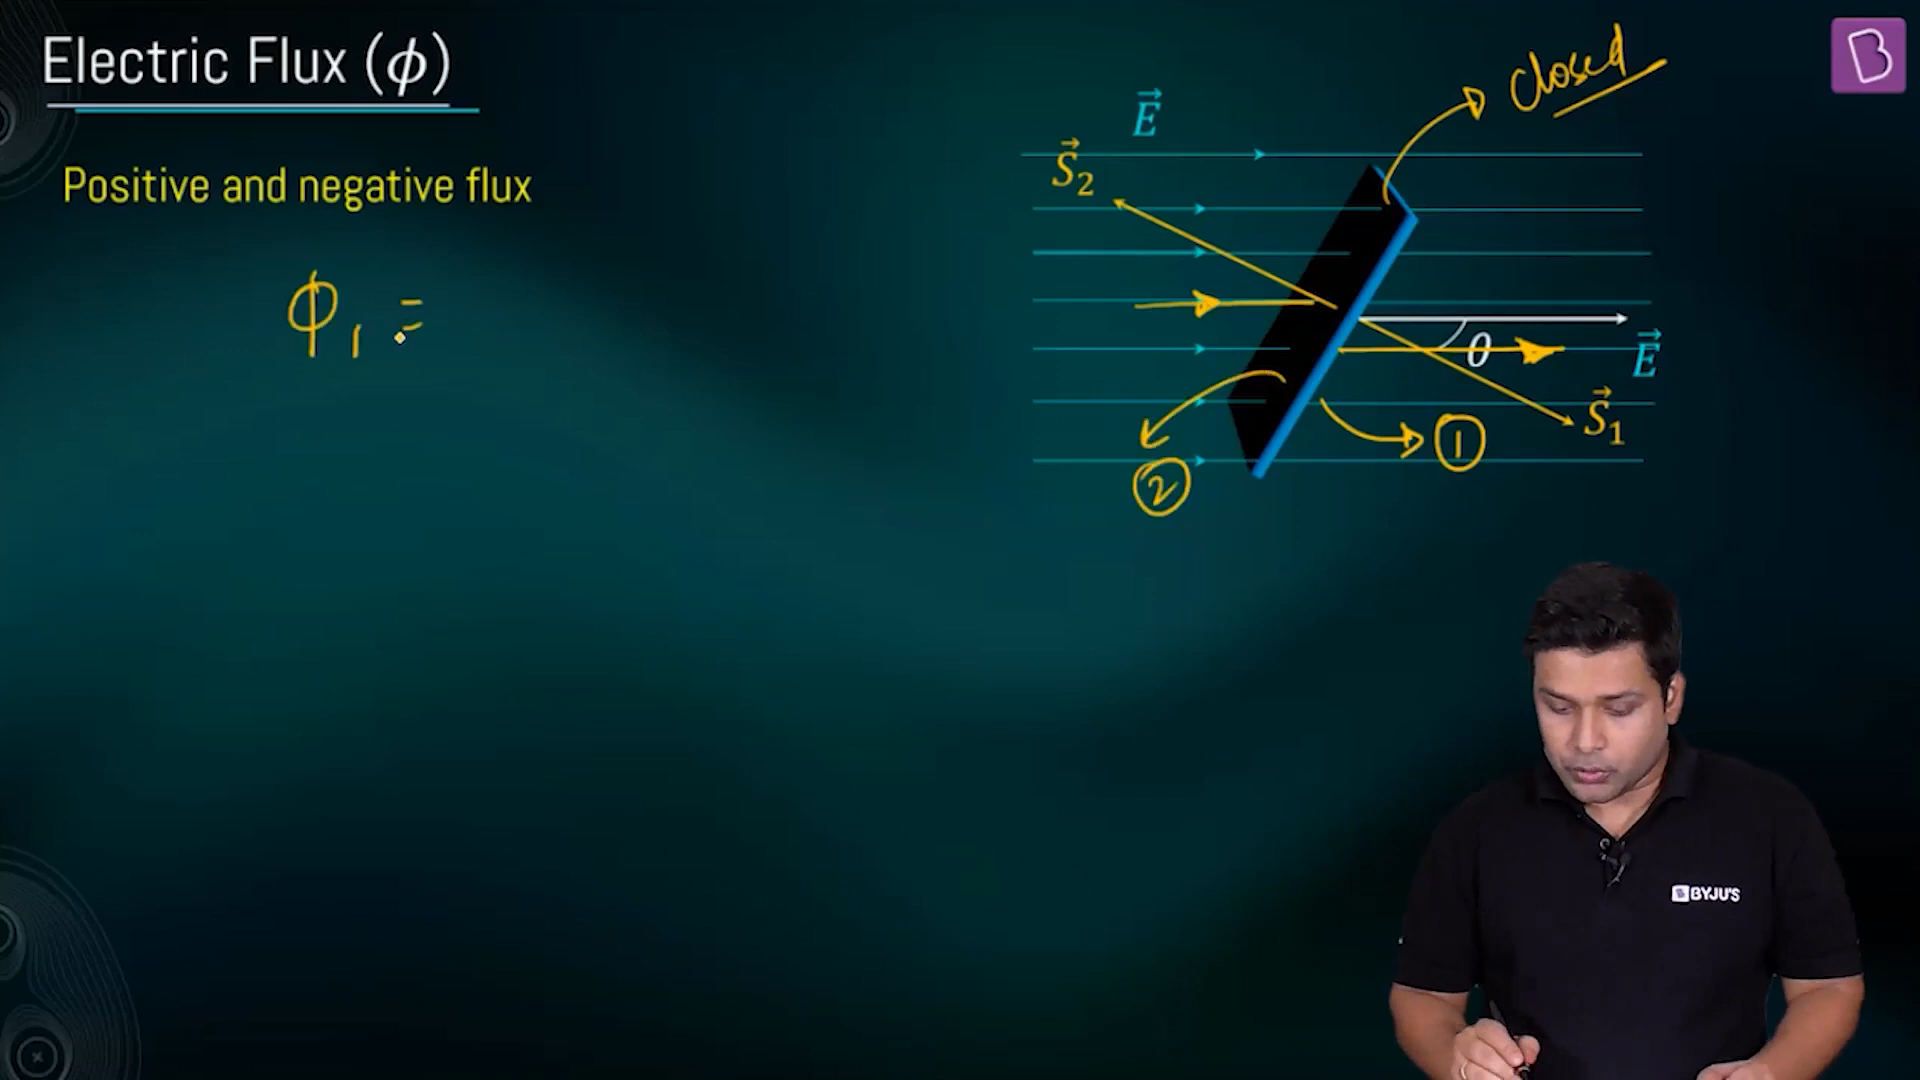 Electric Flux (ϕ)
Positive and negative flux
ϕ₁ =
closed
E⃗
S⃗₂
θ
E⃗
S⃗₁
1
2
BYJU'S